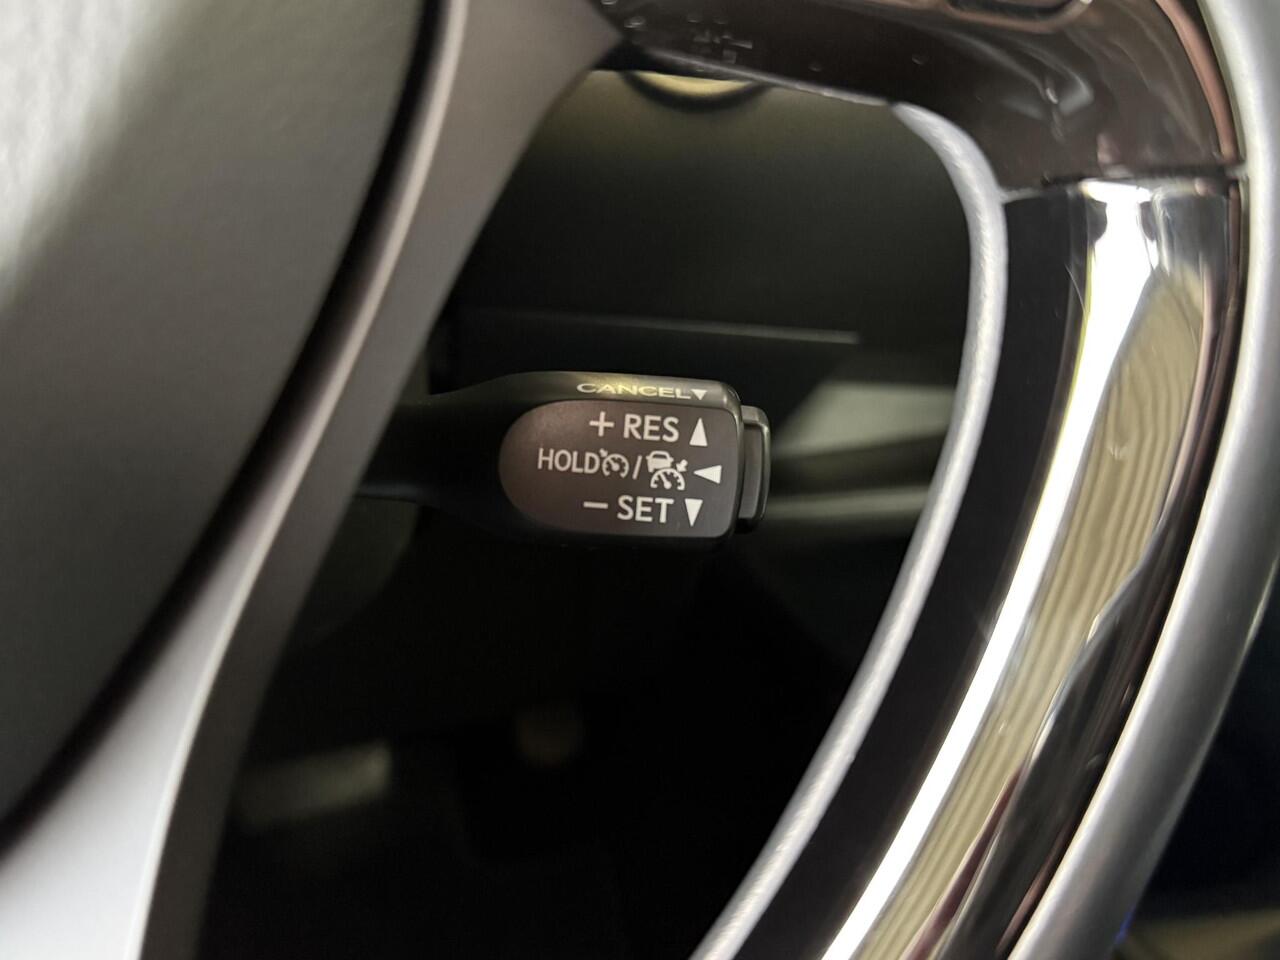 CANCEL▼
+ RES ▲
HOLD / ◀
− SET ▼